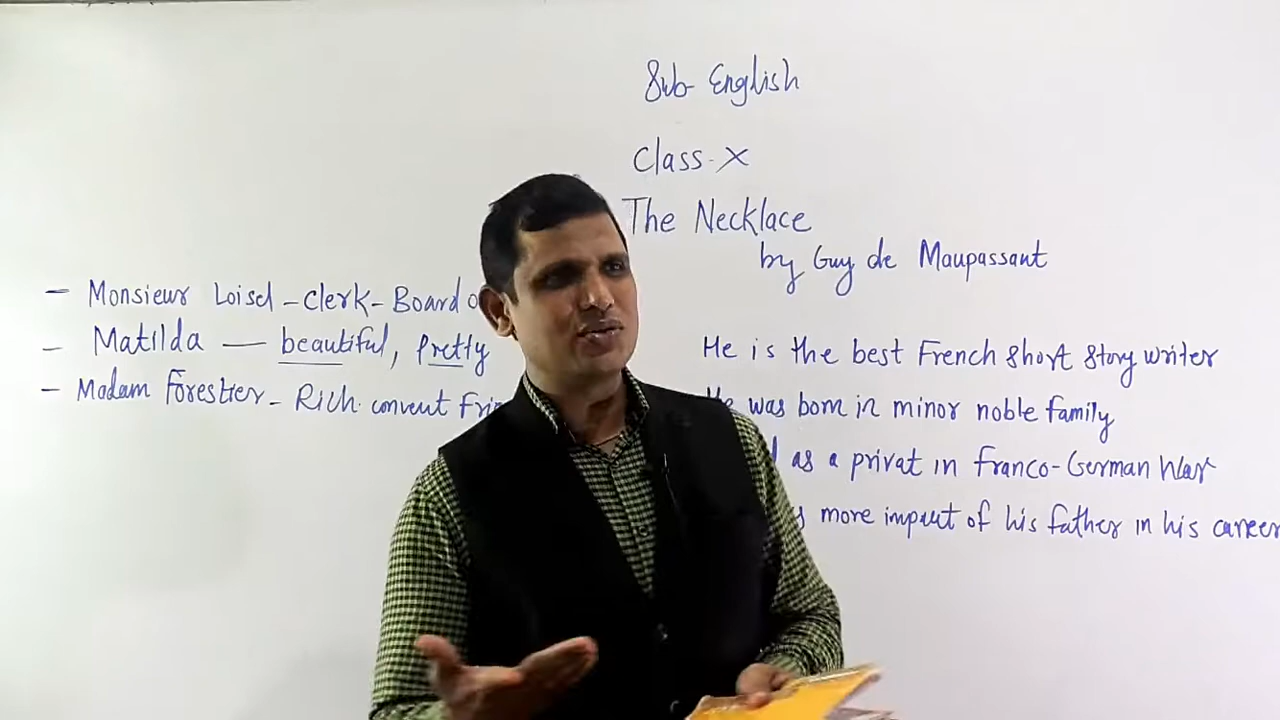 Sub- English
Class-X
The Necklace
by Guy de Maupassant
- Monsieur Loisel - Clerk - Board o
- Matilda — beautiful, Pretty
- Madam Forestier - Rich convent Fri
He is the best French short story writer
He was born in minor noble family
as a privat in Franco-German War
more impact of his father in his career